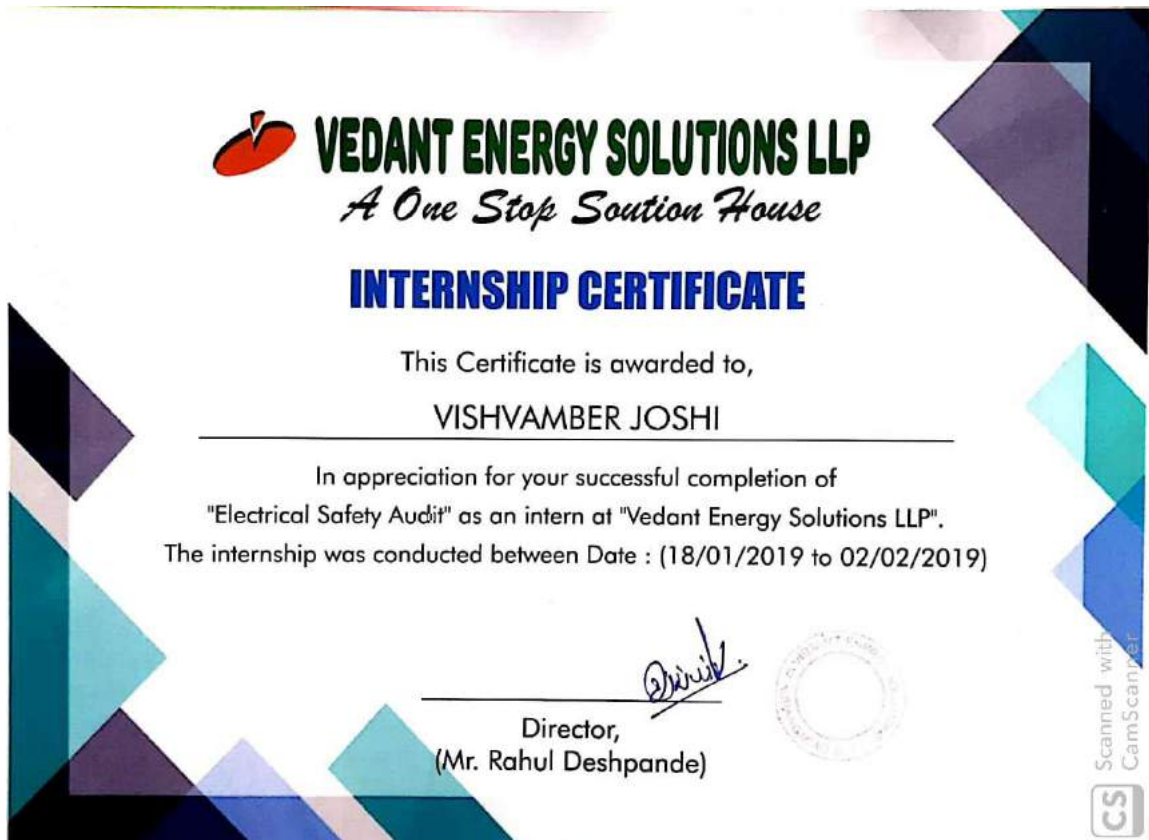 VEDANT ENERGY SOLUTIONS LLP
A One Stop Soution House
INTERNSHIP CERTIFICATE
This Certificate is awarded to,
VISHVAMBER JOSHI
In appreciation for your successful completion of
"Electrical Safety Audit" as an intern at "Vedant Energy Solutions LLP".
The internship was conducted between Date : (18/01/2019 to 02/02/2019)
Director,
(Mr. Rahul Deshpande)
CS Scanned with
CamScanner